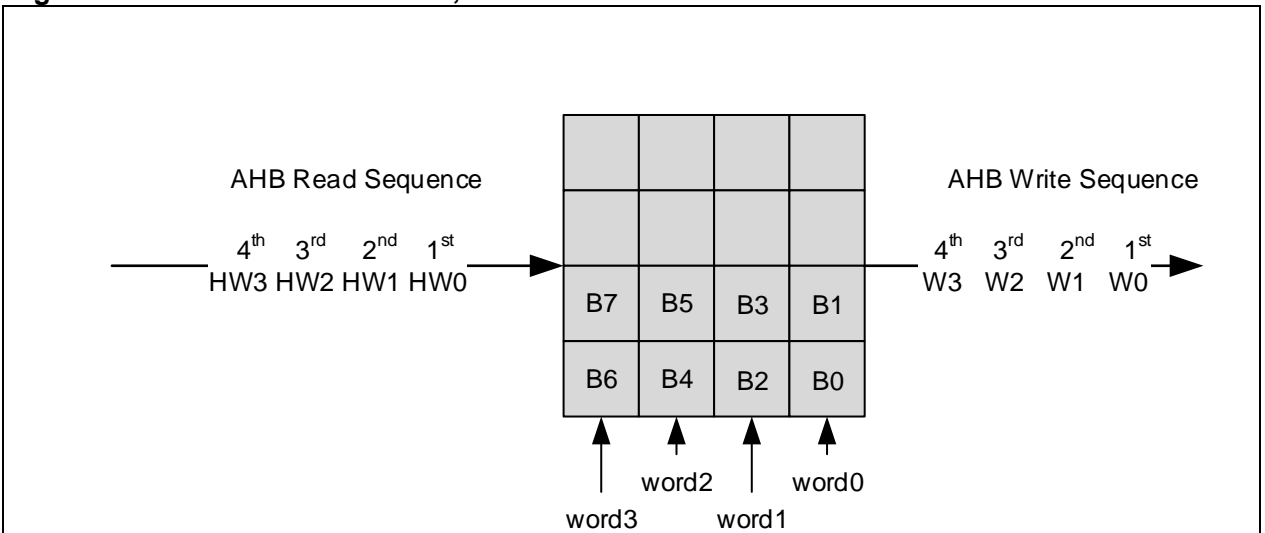 AHB Read Sequence
4th 3rd 2nd 1st
HW3 HW2 HW1 HW0
B7 B5 B3 B1
B6 B4 B2 B0
word2 word0
word3 word1
AHB Write Sequence
4th 3rd 2nd 1st
W3 W2 W1 W0